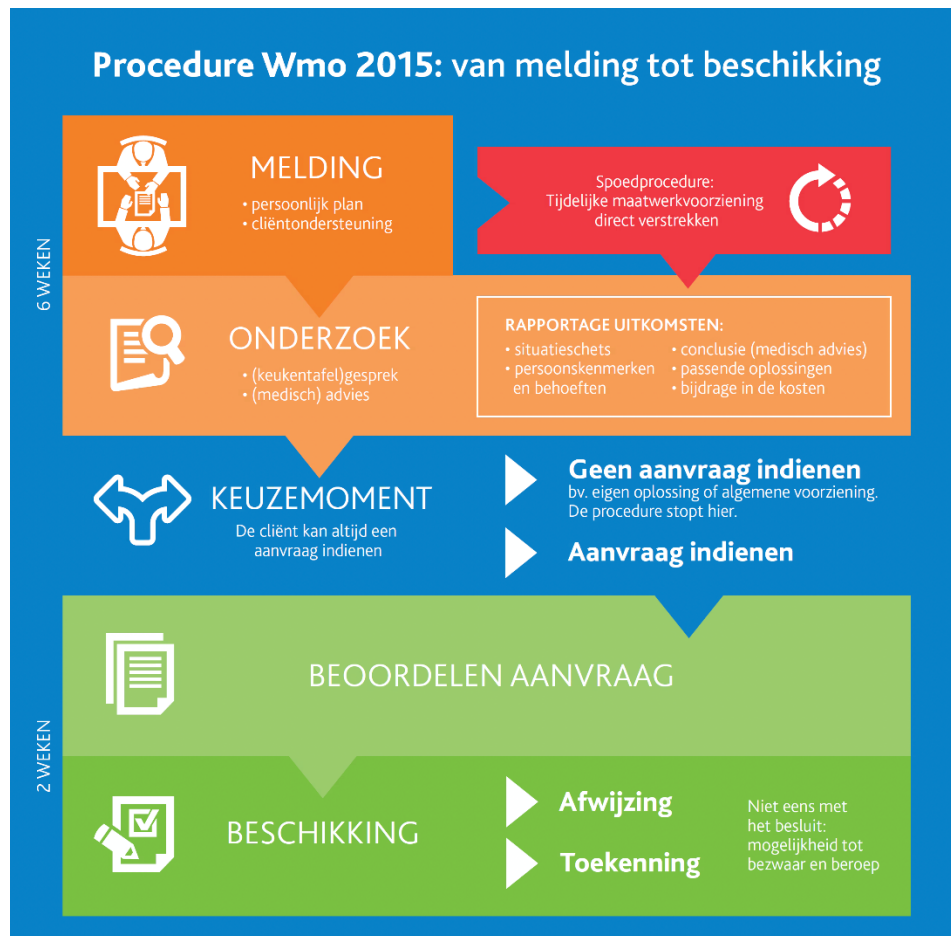 Procedure Wmo 2015: van melding tot beschikking
6 WEKEN
MELDING
• persoonlijk plan
• cliëntondersteuning
Spoedprocedure:
Tijdelijke maatwerkvoorziening
direct verstrekken
ONDERZOEK
• (keukentafel)gesprek
• (medisch) advies
RAPPORTAGE UITKOMSTEN:
• situatieschets
• persoonskenmerken
en behoeften
• conclusie (medisch advies)
• passende oplossingen
• bijdrage in de kosten
KEUZEMOMENT
De cliënt kan altijd een
aanvraag indienen
Geen aanvraag indienen
bv. eigen oplossing of algemene voorziening.
De procedure stopt hier.
Aanvraag indienen
2 WEKEN
BEOORDELEN AANVRAAG
BESCHIKKING
Afwijzing
Toekenning
Niet eens met
het besluit:
mogelijkheid tot
bezwaar en beroep